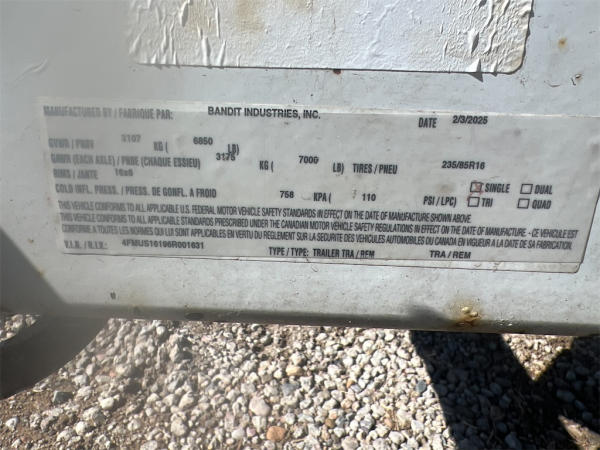 MANUFACTURED BY / FABRIQUE PAR: BANDIT INDUSTRIES, INC. DATE 2/3/2025
GVWR / PNBV 3107 KG ( 6850 LB)
GAWR (EACH AXLE) / PNBE (CHAQUE ESSIEU) 3175 KG ( 7000 LB) TIRES / PNEU 235/85R16
RIMS / JANTE 16x6
COLD INFL. PRESS. / PRESS. DE GONFL. A FROID 758 KPA ( 110 PSI / LPC) SINGLE DUAL
TRI QUAD
THIS VEHICLE CONFORMS TO ALL APPLICABLE U.S. FEDERAL MOTOR VEHICLE SAFETY STANDARDS IN EFFECT ON THE DATE OF MANUFACTURE SHOWN ABOVE.
THIS VEHICLE CONFORMS TO ALL APPLICABLE STANDARDS PRESCRIBED UNDER THE CANADIAN MOTOR VEHICLE SAFETY REGULATIONS IN EFFECT ON THE DATE OF MANUFACTURE - CE VEHICULE EST
CONFORME A TOUTES LES NORMES QUI LUI SONT APPLICABLES EN VERTU DU REGLEMENT SUR LA SECURITE DES VEHICULES AUTOMOBILES DU CANADA EN VIGUEUR A LA DATE DE SA FABRICATION.
V.I.N. / N.I.V.: 4FMUS16196R001631 TYPE / TYPE: TRAILER TRA / REM TRA / REM